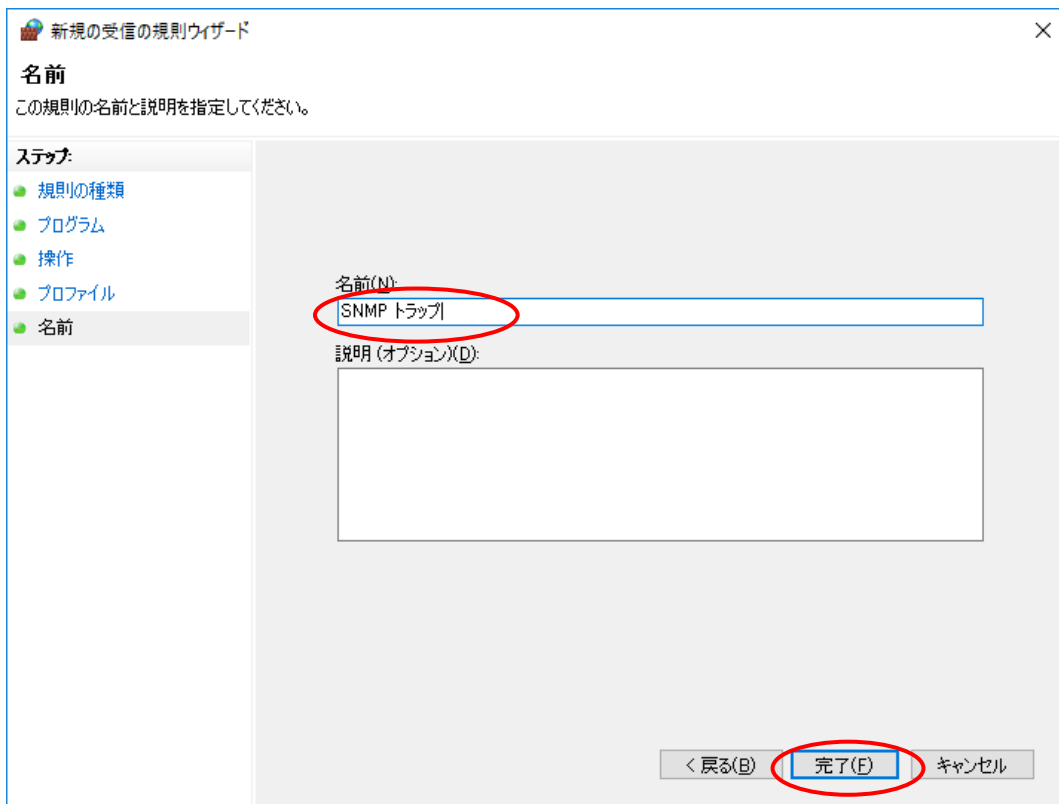 新規の受信の規則ウィザード
名前
この規則の名前と説明を指定してください。
ステップ:
規則の種類
プログラム
操作
プロファイル
名前
名前(N):
SNMP トラップ
説明 (オプション)(D):
< 戻る(B)
完了(F)
キャンセル